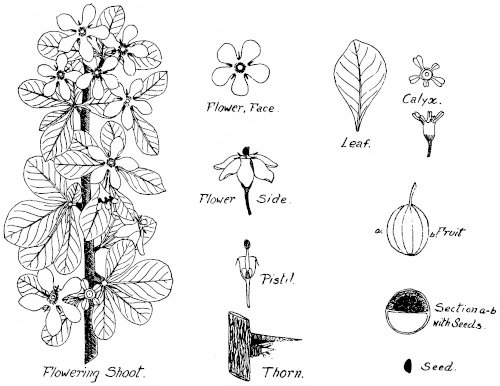 Flower, Face.
Calyx.
Leaf.
Flower Side.
a. b. Fruit
Pistil.
Section a-b
with Seeds.
Flowering Shoot.
Thorn.
Seed.